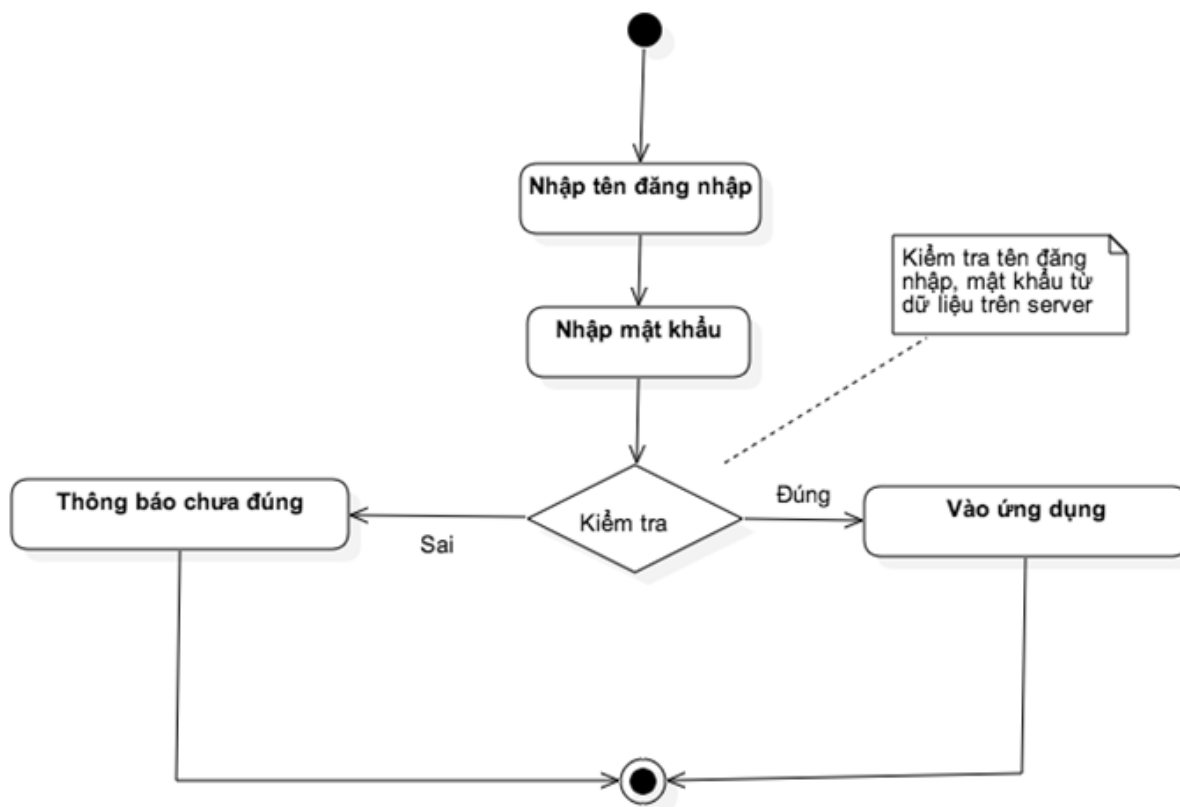 Nhập tên đăng nhập
Kiểm tra tên đăng
nhập, mật khẩu từ
dữ liệu trên server
Nhập mật khẩu
Thông báo chưa đúng
Sai
Kiểm tra
Đúng
Vào ứng dụng